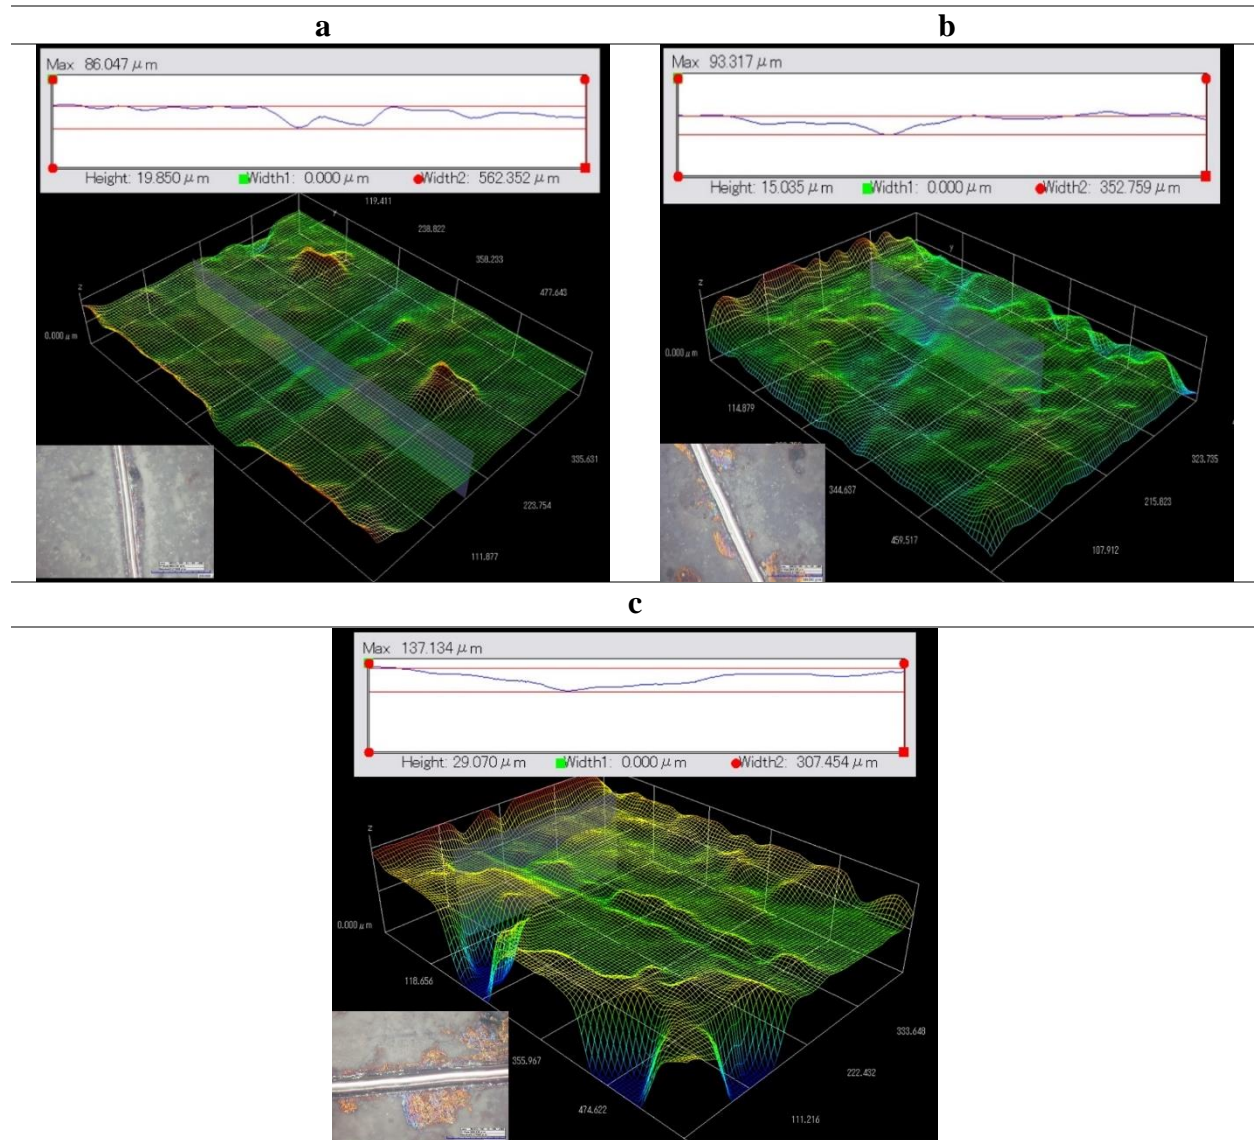 a
b
Max 86.047 μm
Height: 19.850 μm Width1: 0.000 μm Width2: 562.352 μm
119.411
y
238.822
358.233
477.643
z
0.000 μm
335.631
223.754
111.877
Max 93.317 μm
Height: 15.035 μm Width1: 0.000 μm Width2: 352.759 μm
y
z
0.000 μm
114.879
344.637
459.517
323.735
215.823
107.912
c
Max 137.134 μm
Height: 29.070 μm Width1: 0.000 μm Width2: 307.454 μm
z
0.000 μm
118.656
355.967
474.622
333.648
222.432
111.216